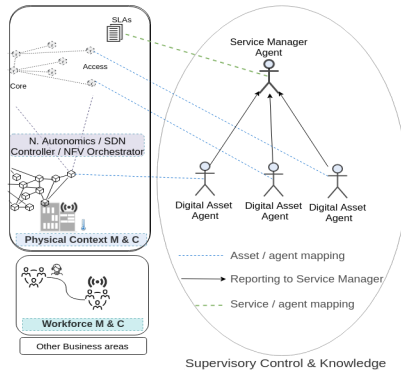 SLAs
Service Manager
Agent
Access
Core
N. Autonomics / SDN
Controller / NFV Orchestrator
Digital Asset
Agent
Digital Asset
Agent
Digital Asset
Agent
Physical Context M & C
Asset / agent mapping
Reporting to Service Manager
Service / agent mapping
Workforce M & C
Other Business areas
Supervisory Control & Knowledge